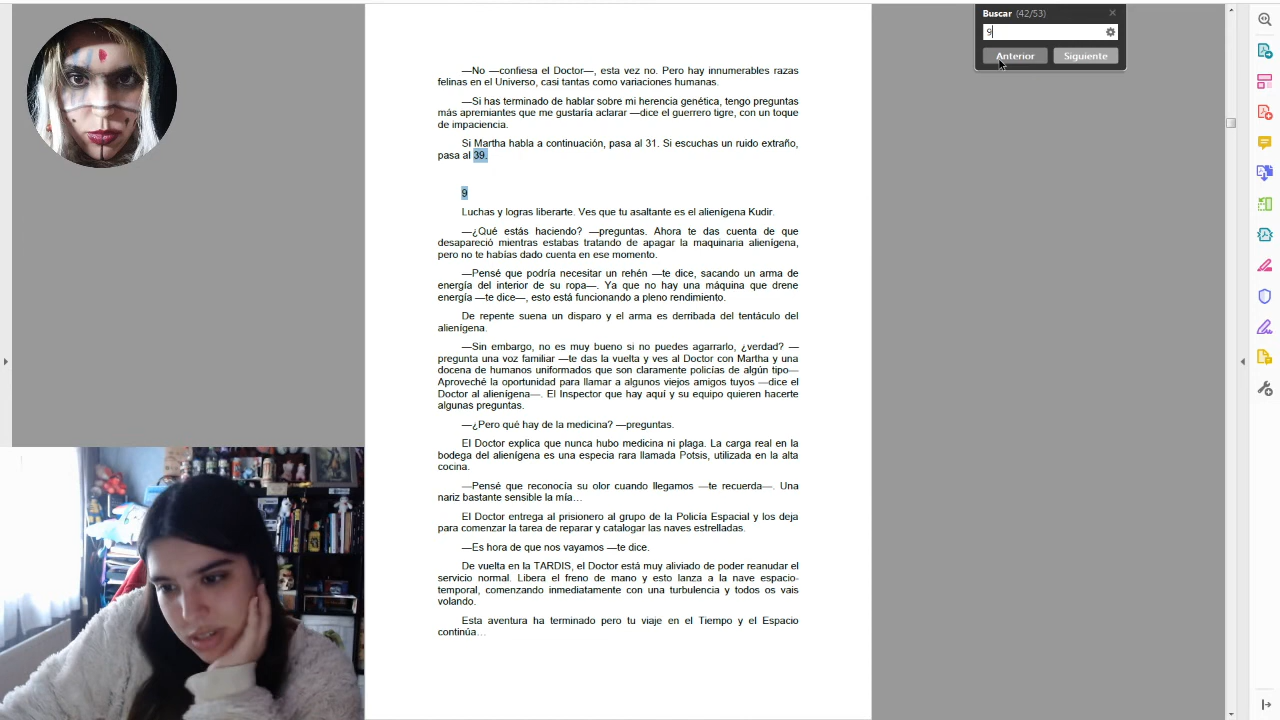 Buscar (42/53)
9
Anterior Siguiente
—No —confiesa el Doctor—, esta vez no. Pero hay innumerables razas
felinas en el Universo, casi tantas como variaciones humanas.
—Si has terminado de hablar sobre mi herencia genética, tengo preguntas
más apremiantes que me gustaría aclarar —dice el guerrero tigre, con un toque
de impaciencia.
Si Martha habla a continuación, pasa al 31. Si escuchas un ruido extraño,
pasa al 39.
9
Luchas y logras liberarte. Ves que tu asaltante es el alienígena Kudir.
—¿Qué estás haciendo? —preguntas. Ahora te das cuenta de que
desapareció mientras estabas tratando de apagar la maquinaria alienígena,
pero no te habías dado cuenta en ese momento.
—Pensé que podría necesitar un rehén —te dice, sacando un arma de
energía del interior de su ropa—. Ya que no hay una máquina que drene
energía —te dice—, esto está funcionando a pleno rendimiento.
De repente suena un disparo y el arma es derribada del tentáculo del
alienígena.
—Sin embargo, no es muy bueno si no puedes agarrarlo, ¿verdad? —
pregunta una voz familiar —te das la vuelta y ves al Doctor con Martha y una
docena de humanos uniformados que son claramente policías de algún tipo—
Aproveché la oportunidad para llamar a algunos viejos amigos tuyos —dice el
Doctor al alienígena—. El Inspector que hay aquí y su equipo quieren hacerte
algunas preguntas.
—¿Pero qué hay de la medicina? —preguntas.
El Doctor explica que nunca hubo medicina ni plaga. La carga real en la
bodega del alienígena es una especia rara llamada Potsis, utilizada en la alta
cocina.
—Pensé que reconocía su olor cuando llegamos —te recuerda—. Una
nariz bastante sensible la mía…
El Doctor entrega al prisionero al grupo de la Policía Espacial y los deja
para comenzar la tarea de reparar y catalogar las naves estrelladas.
—Es hora de que nos vayamos —te dice.
De vuelta en la TARDIS, el Doctor está muy aliviado de poder reanudar el
servicio normal. Libera el freno de mano y esto lanza a la nave espacio-
temporal, comenzando inmediatamente con una turbulencia y todos os vais
volando.
Esta aventura ha terminado pero tu viaje en el Tiempo y el Espacio
continúa…